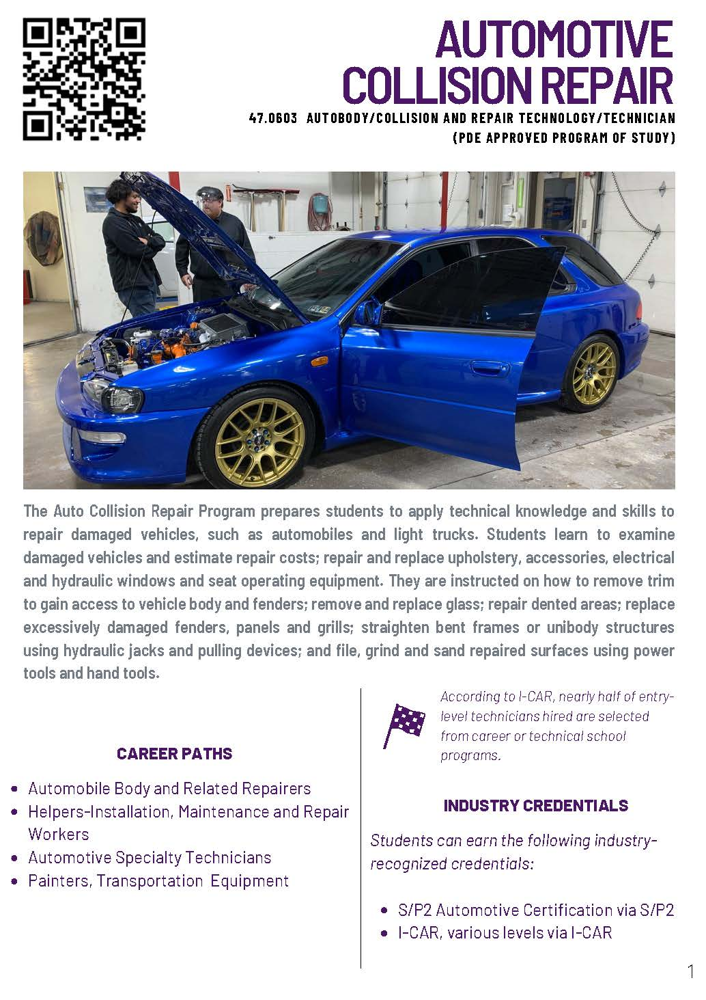 AUTOMOTIVE
COLLISION REPAIR
47.0603 AUTOBODY/COLLISION AND REPAIR TECHNOLOGY/TECHNICIAN
(PDE APPROVED PROGRAM OF STUDY)
The Auto Collision Repair Program prepares students to apply technical knowledge and skills to
repair damaged vehicles, such as automobiles and light trucks. Students learn to examine
damaged vehicles and estimate repair costs; repair and replace upholstery, accessories, electrical
and hydraulic windows and seat operating equipment. They are instructed on how to remove trim
to gain access to vehicle body and fenders; remove and replace glass; repair dented areas; replace
excessively damaged fenders, panels and grills; straighten bent frames or unibody structures
using hydraulic jacks and pulling devices; and file, grind and sand repaired surfaces using power
tools and hand tools.
CAREER PATHS
• Automobile Body and Related Repairers
• Helpers-Installation, Maintenance and Repair
Workers
• Automotive Specialty Technicians
• Painters, Transportation Equipment
According to I-CAR, nearly half of entry-
level technicians hired are selected
from career or technical school
programs.
INDUSTRY CREDENTIALS
Students can earn the following industry-
recognized credentials:
• S/P2 Automotive Certification via S/P2
• I-CAR, various levels via I-CAR
1